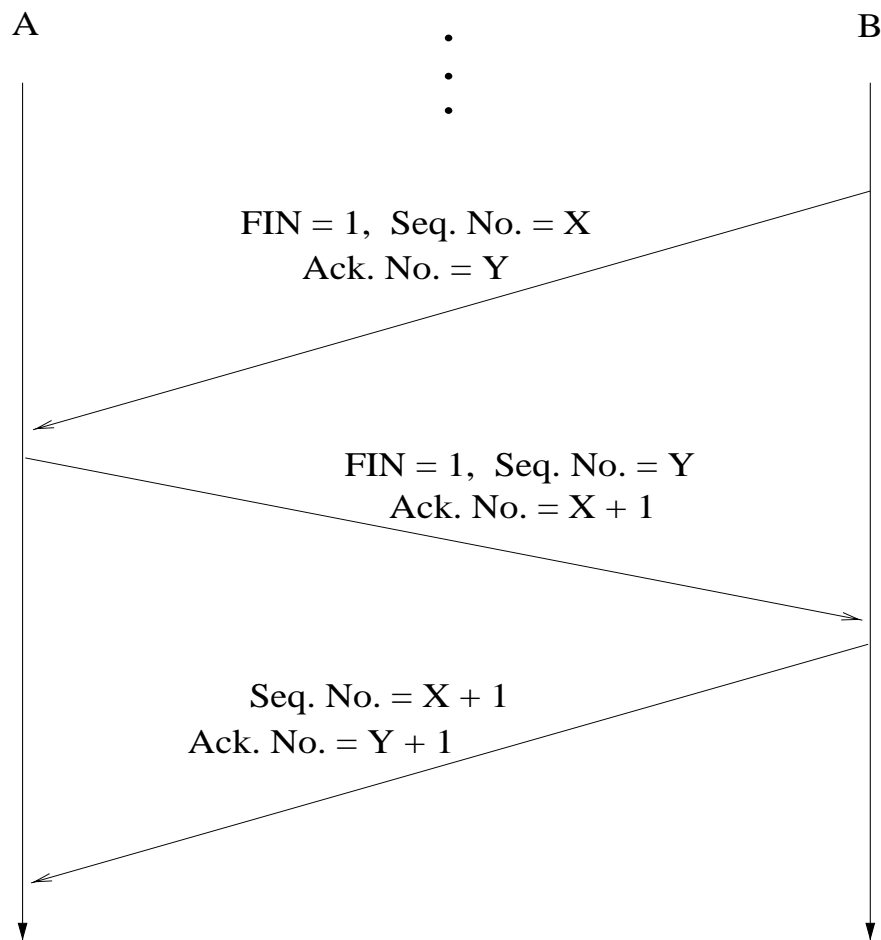 A
B
FIN = 1, Seq. No. = X
Ack. No. = Y
FIN = 1, Seq. No. = Y
Ack. No. = X + 1
Seq. No. = X + 1
Ack. No. = Y + 1